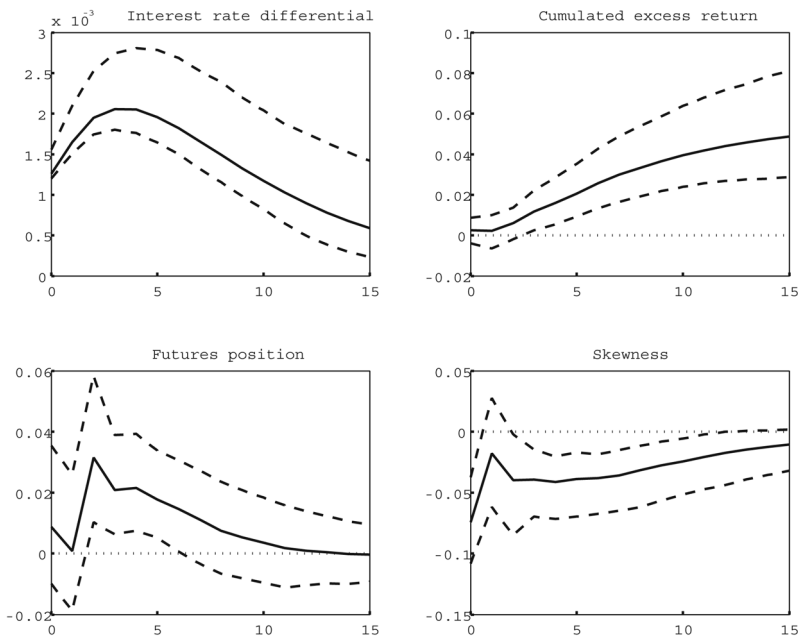 Interest rate differential
x 10^-3
3
2.5
2
1.5
1
0.5
0
0 5 10 15
Cumulated excess return
0.1
0.08
0.06
0.04
0.02
0
-0.02
0 5 10 15
Futures position
0.06
0.04
0.02
0
-0.02
0 5 10 15
Skewness
0.05
0
-0.05
-0.1
-0.15
0 5 10 15